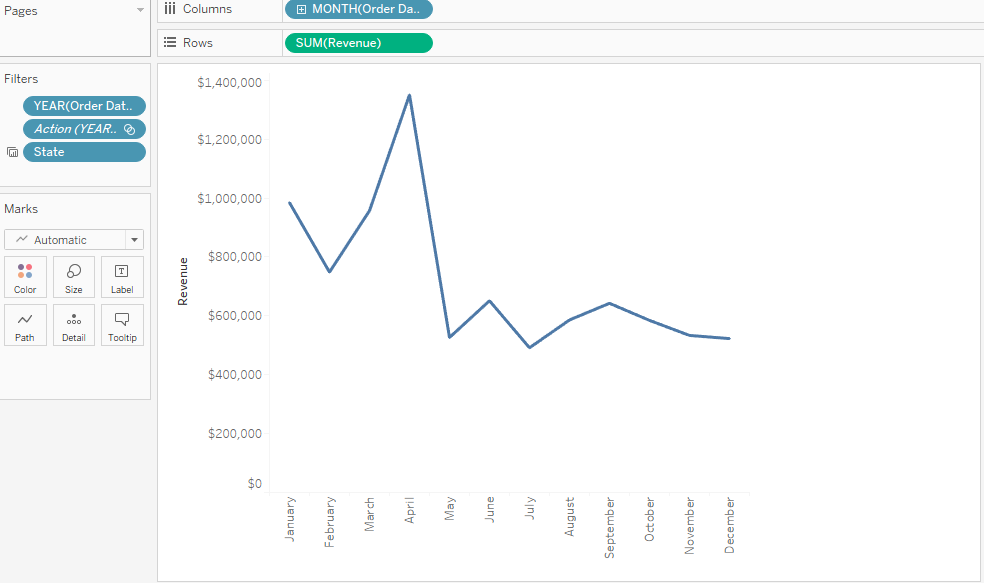 Pages
Columns
MONTH(Order Da..
Rows
SUM(Revenue)
Filters
YEAR(Order Dat..
Action (YEAR..
State
Marks
Automatic
Color
Size
Label
Path
Detail
Tooltip
Revenue
$1,400,000
$1,200,000
$1,000,000
$800,000
$600,000
$400,000
$200,000
$0
January
February
March
April
May
June
July
August
September
October
November
December